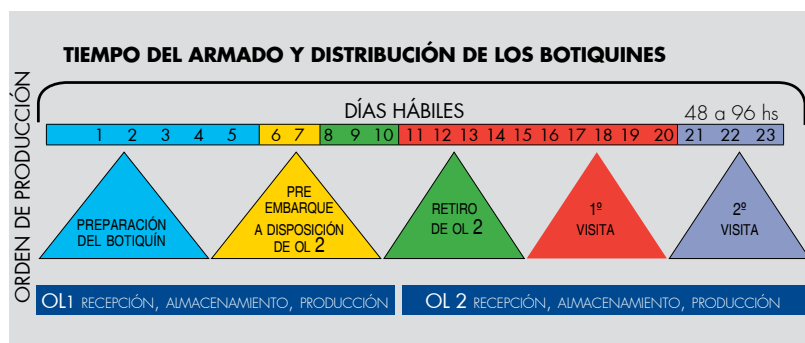 TIEMPO DEL ARMADO Y DISTRIBUCIÓN DE LOS BOTIQUINES
ORDEN DE PRODUCCIÓN
DÍAS HÁBILES
48 a 96 hs
1 2 3 4 5 6 7 8 9 10 11 12 13 14 15 16 17 18 19 20 21 22 23
PREPARACIÓN
DEL BOTIQUÍN
PRE
EMBARQUE
A DISPOSICIÓN
DE OL 2
RETIRO
DE OL 2
1º
VISITA
2º
VISITA
OL1 RECEPCIÓN, ALMACENAMIENTO, PRODUCCIÓN
OL 2 RECEPCIÓN, ALMACENAMIENTO, PRODUCCIÓN